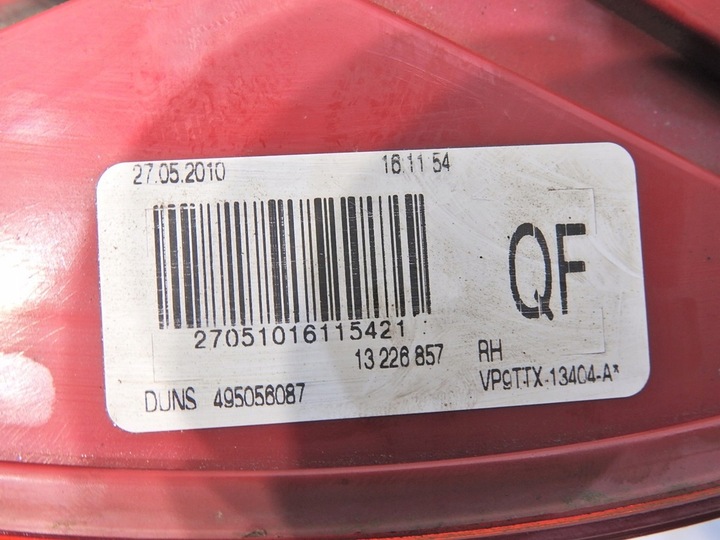 27.05.2010 16:11:54
QF
27051016115421
13 226 857 RH
DUNS 495056087 VP9TTX-13404-A*